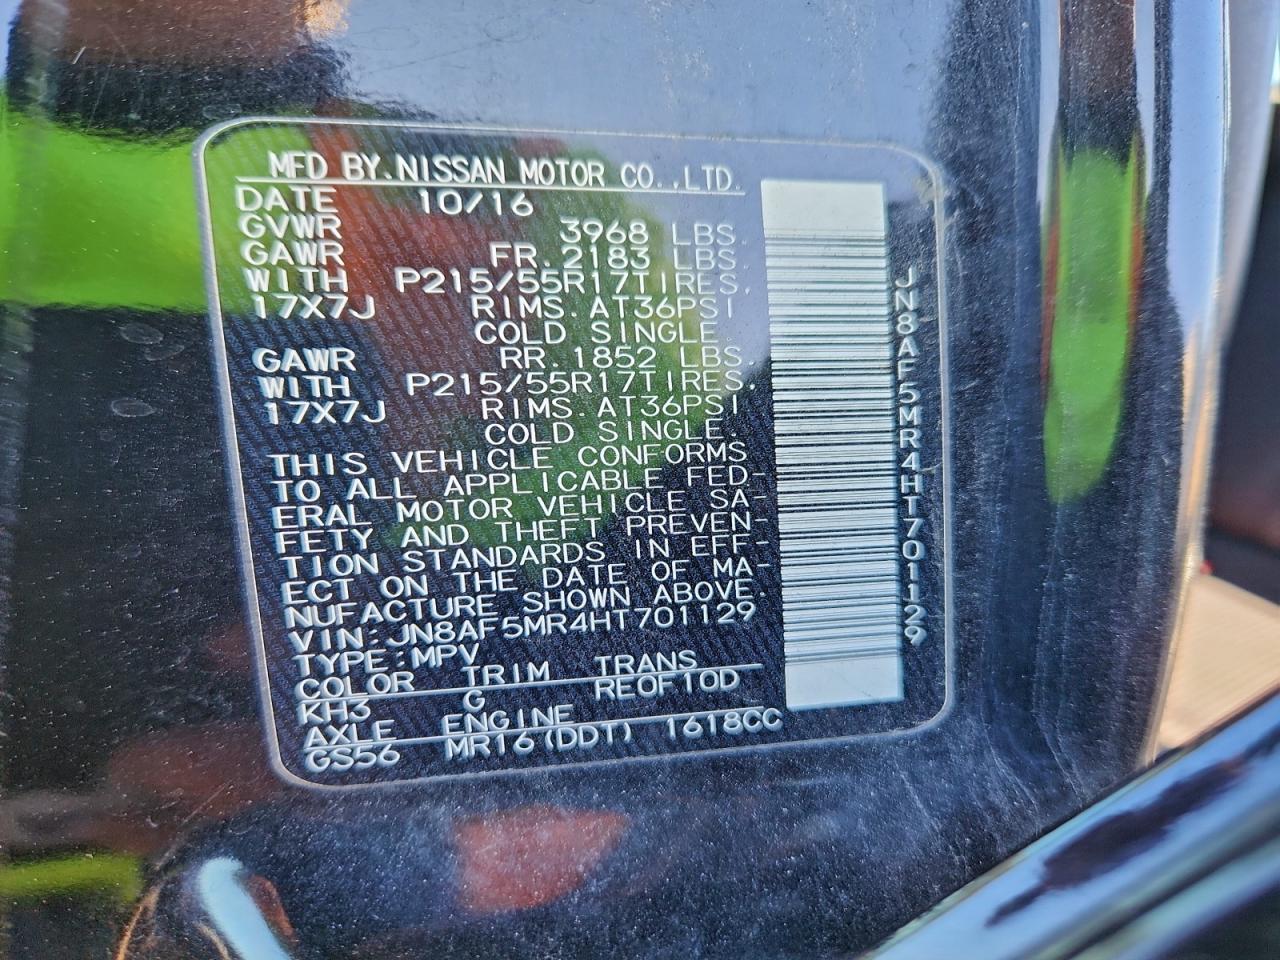 MFD BY.NISSAN MOTOR CO.,LTD.
DATE 10/16
GVWR 3968 LBS.
GAWR FR.2183 LBS.
WITH P215/55R17TIRES.
17X7J RIMS.AT36PSI
COLD SINGLE.
GAWR RR.1852 LBS.
WITH P215/55R17TIRES.
17X7J RIMS.AT36PSI
COLD SINGLE.
THIS VEHICLE CONFORMS
TO ALL APPLICABLE FED-
ERAL MOTOR VEHICLE SA-
FETY AND THEFT PREVEN-
TION STANDARDS IN EFF-
ECT ON THE DATE OF MA-
NUFACTURE SHOWN ABOVE.
VIN:JN8AF5MR4HT701129
TYPE:MPV
COLOR TRIM TRANS
KH3 G RE0F10D
AXLE ENGINE
GS56 MR16(DDT) 1618CC
JN8AF5MR4HT701129